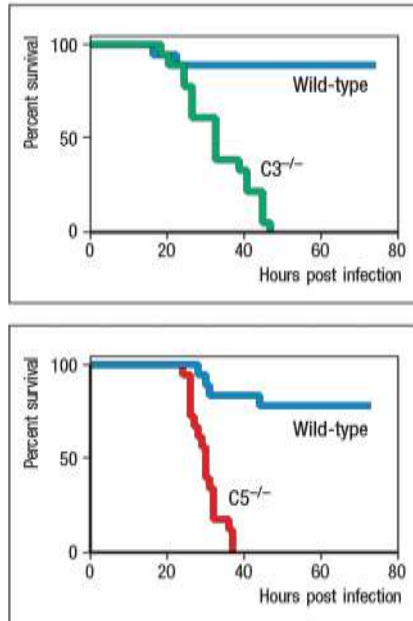 Percent survival
100
50
0
Wild-type
C3–/–
0 20 40 60 80
Hours post infection
Percent survival
100
50
0
Wild-type
C5–/–
0 20 40 60 80
Hours post infection